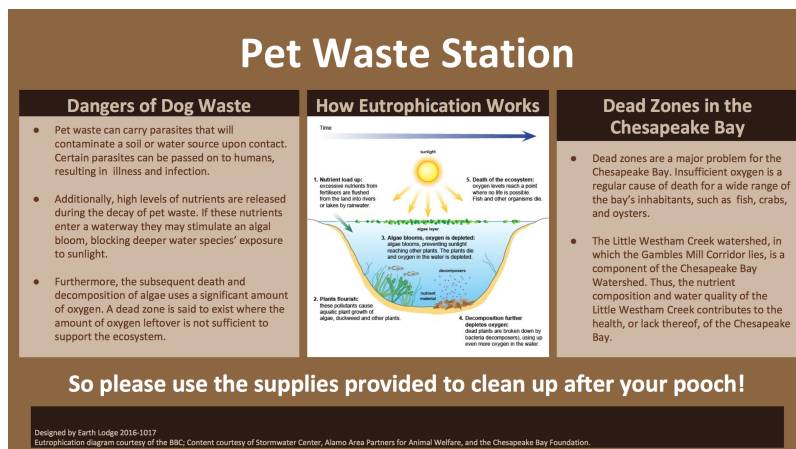 Pet Waste Station
Dangers of Dog Waste
● Pet waste can carry parasites that will
contaminate a soil or water source upon contact.
Certain parasites can be passed on to humans,
resulting in illness and infection.
● Additionally, high levels of nutrients are released
during the decay of pet waste. If these nutrients
enter a waterway they may stimulate an algal
bloom, blocking deeper water species’ exposure
to sunlight.
● Furthermore, the subsequent death and
decomposition of algae uses a significant amount
of oxygen. A dead zone is said to exist where the
amount of oxygen leftover is not sufficient to
support the ecosystem.
How Eutrophication Works
Time
sunlight
1. Nutrient load up:
excessive nutrients from
fertilisers are flushed
from the land into rivers
or lakes by rainwater.
5. Death of the ecosystem:
oxygen levels reach a point
where no life is possible.
Fish and other organisms die.
algae layer
3. Algae blooms, oxygen is depleted:
algae blooms, preventing sunlight
reaching other plants. The plants die
and oxygen in the water is depleted.
decomposers
nutrient
material
2. Plants flourish:
these pollutants cause
aquatic plant growth of
algae, duckweed and other plants.
4. Decomposition further
depletes oxygen:
dead plants are broken down by
bacteria decomposers), using up
even more oxygen in the water.
Dead Zones in the
Chesapeake Bay
● Dead zones are a major problem for the
Chesapeake Bay. Insufficient oxygen is a
regular cause of death for a wide range of
the bay’s inhabitants, such as fish, crabs,
and oysters.
● The Little Westham Creek watershed, in
which the Gambles Mill Corridor lies, is a
component of the Chesapeake Bay
Watershed. Thus, the nutrient
composition and water quality of the
Little Westham Creek contributes to the
health, or lack thereof, of the Chesapeake
Bay.
So please use the supplies provided to clean up after your pooch!
Designed by Earth Lodge 2016-1017
Eutrophication diagram courtesy of the BBC; Content courtesy of Stormwater Center, Alamo Area Partners for Animal Welfare, and the Chesapeake Bay Foundation.